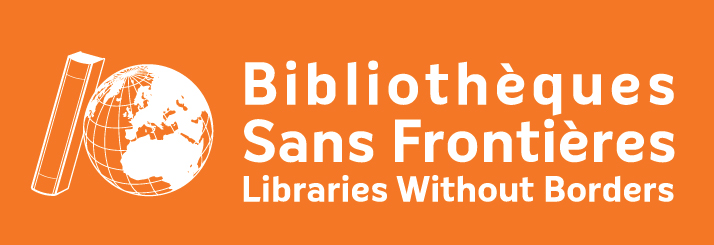 Bibliothèques
Sans Frontières
Libraries Without Borders